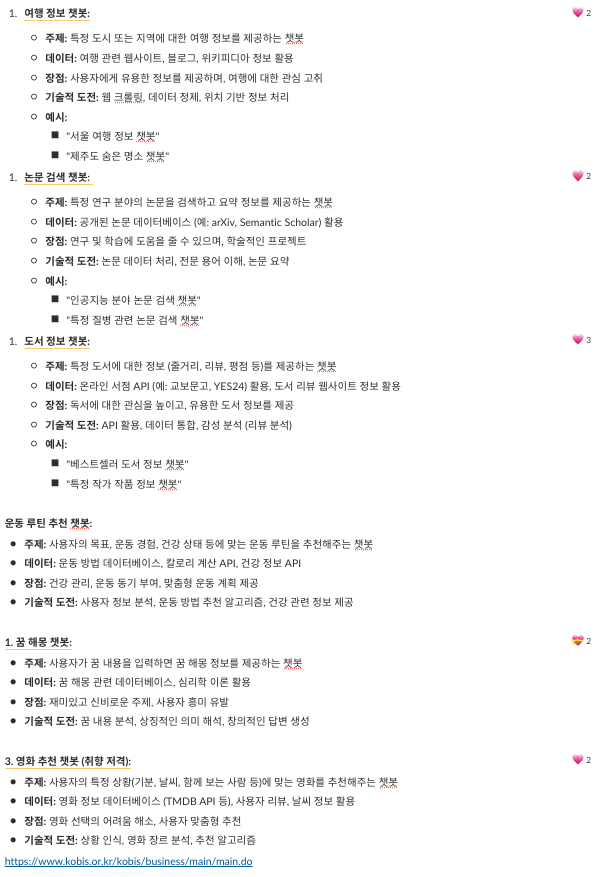 1. 여행 정보 챗봇: 2
주제: 특정 도시 또는 지역에 대한 여행 정보를 제공하는 챗봇
데이터: 여행 관련 웹사이트, 블로그, 위키피디아 정보 활용
장점: 사용자에게 유용한 정보를 제공하며, 여행에 대한 관심 고취
기술적 도전: 웹 크롤링, 데이터 정제, 위치 기반 정보 처리
예시:
"서울 여행 정보 챗봇"
"제주도 숨은 명소 챗봇"
1. 논문 검색 챗봇: 2
주제: 특정 연구 분야의 논문을 검색하고 요약 정보를 제공하는 챗봇
데이터: 공개된 논문 데이터베이스 (예: arXiv, Semantic Scholar) 활용
장점: 연구 및 학습에 도움을 줄 수 있으며, 학술적인 프로젝트
기술적 도전: 논문 데이터 처리, 전문 용어 이해, 논문 요약
예시:
"인공지능 분야 논문 검색 챗봇"
"특정 질병 관련 논문 검색 챗봇"
1. 도서 정보 챗봇: 3
주제: 특정 도서에 대한 정보 (줄거리, 리뷰, 평점 등)를 제공하는 챗봇
데이터: 온라인 서점 API (예: 교보문고, YES24) 활용, 도서 리뷰 웹사이트 정보 활용
장점: 독서에 대한 관심을 높이고, 유용한 도서 정보를 제공
기술적 도전: API 활용, 데이터 통합, 감성 분석 (리뷰 분석)
예시:
"베스트셀러 도서 정보 챗봇"
"특정 작가 작품 정보 챗봇"
운동 루틴 추천 챗봇:
주제: 사용자의 목표, 운동 경험, 건강 상태 등에 맞는 운동 루틴을 추천해주는 챗봇
데이터: 운동 방법 데이터베이스, 칼로리 계산 API, 건강 정보 API
장점: 건강 관리, 운동 동기 부여, 맞춤형 운동 계획 제공
기술적 도전: 사용자 정보 분석, 운동 방법 추천 알고리즘, 건강 관련 정보 제공
1. 꿈 해몽 챗봇: 2
주제: 사용자가 꿈 내용을 입력하면 꿈 해몽 정보를 제공하는 챗봇
데이터: 꿈 해몽 관련 데이터베이스, 심리학 이론 활용
장점: 재미있고 신비로운 주제, 사용자 흥미 유발
기술적 도전: 꿈 내용 분석, 상징적인 의미 해석, 창의적인 답변 생성
3. 영화 추천 챗봇 (취향 저격): 2
주제: 사용자의 특정 상황(기분, 날씨, 함께 보는 사람 등)에 맞는 영화를 추천해주는 챗봇
데이터: 영화 정보 데이터베이스 (TMDB API 등), 사용자 리뷰, 날씨 정보 활용
장점: 영화 선택의 어려움 해소, 사용자 맞춤형 추천
기술적 도전: 상황 인식, 영화 장르 분석, 추천 알고리즘
https://www.kobis.or.kr/kobis/business/main/main.do